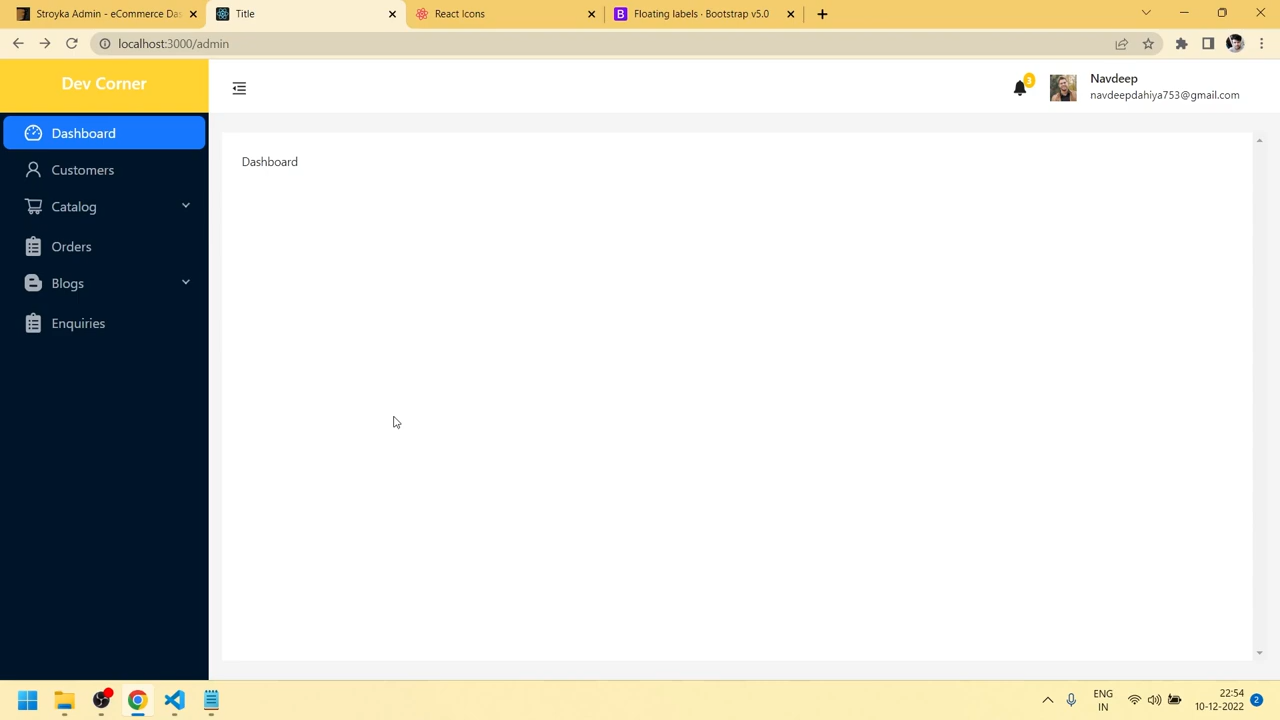 Stroyka Admin - eCommerce Das
Title
React Icons
Floating labels · Bootstrap v5.0
localhost:3000/admin
Dev Corner
3
Navdeep
navdeepdahiya753@gmail.com
Dashboard
Customers
Catalog
Orders
Blogs
Enquiries
Dashboard
ENG
IN
22:54
10-12-2022
2